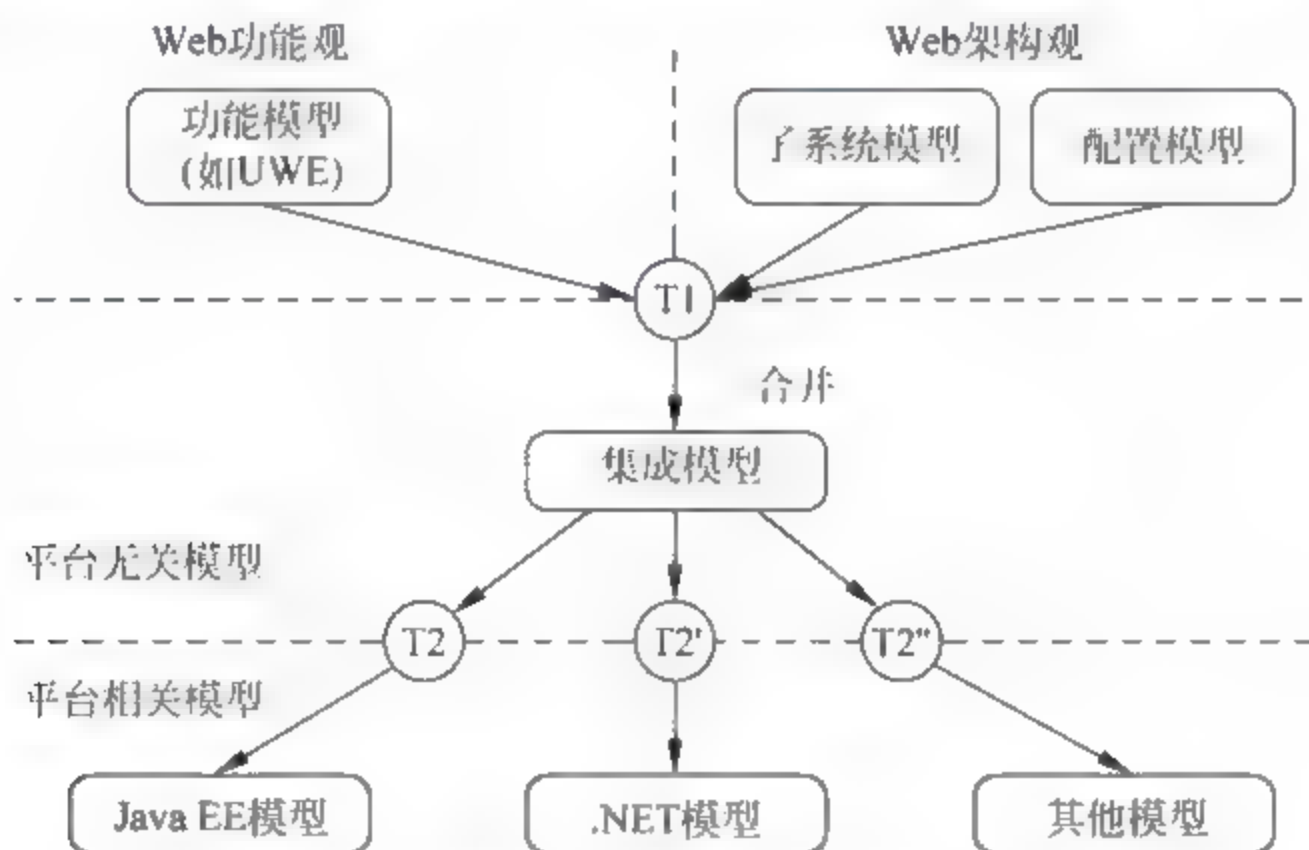 Web功能观
Web架构观
功能模型
(如UWE)
子系统模型
配置模型
T1
合并
集成模型
平台无关模型
T2
T2'
T2"
平台相关模型
Java EE模型
.NET模型
其他模型